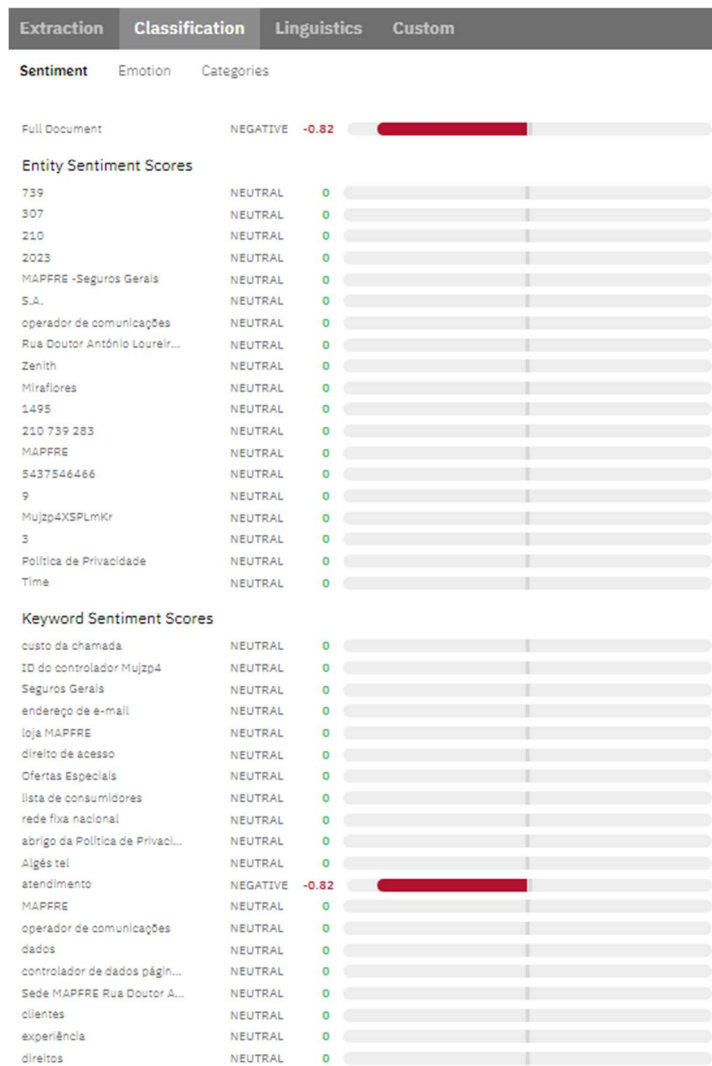 Extraction Classification Linguistics Custom
Sentiment Emotion Categories
Full Document NEGATIVE -0.82
Entity Sentiment Scores
739 NEUTRAL 0
307 NEUTRAL 0
210 NEUTRAL 0
2023 NEUTRAL 0
MAPFRE -Seguros Gerais NEUTRAL 0
S.A. NEUTRAL 0
operador de comunicações NEUTRAL 0
Rua Doutor António Loureir... NEUTRAL 0
Zenith NEUTRAL 0
Miraflores NEUTRAL 0
1495 NEUTRAL 0
210 739 283 NEUTRAL 0
MAPFRE NEUTRAL 0
5437546466 NEUTRAL 0
9 NEUTRAL 0
Mujzp4XSPLmKr NEUTRAL 0
3 NEUTRAL 0
Política de Privacidade NEUTRAL 0
Time NEUTRAL 0
Keyword Sentiment Scores
custo da chamada NEUTRAL 0
ID do controlador Mujzp4 NEUTRAL 0
Seguros Gerais NEUTRAL 0
endereço de e-mail NEUTRAL 0
loja MAPFRE NEUTRAL 0
direito de acesso NEUTRAL 0
Ofertas Especiais NEUTRAL 0
lista de consumidores NEUTRAL 0
rede fixa nacional NEUTRAL 0
abrigo da Política de Privaci... NEUTRAL 0
Algés tel NEUTRAL 0
atendimento NEGATIVE -0.82
MAPFRE NEUTRAL 0
operador de comunicações NEUTRAL 0
dados NEUTRAL 0
controlador de dados págin... NEUTRAL 0
Sede MAPFRE Rua Doutor A... NEUTRAL 0
clientes NEUTRAL 0
experiência NEUTRAL 0
direitos NEUTRAL 0